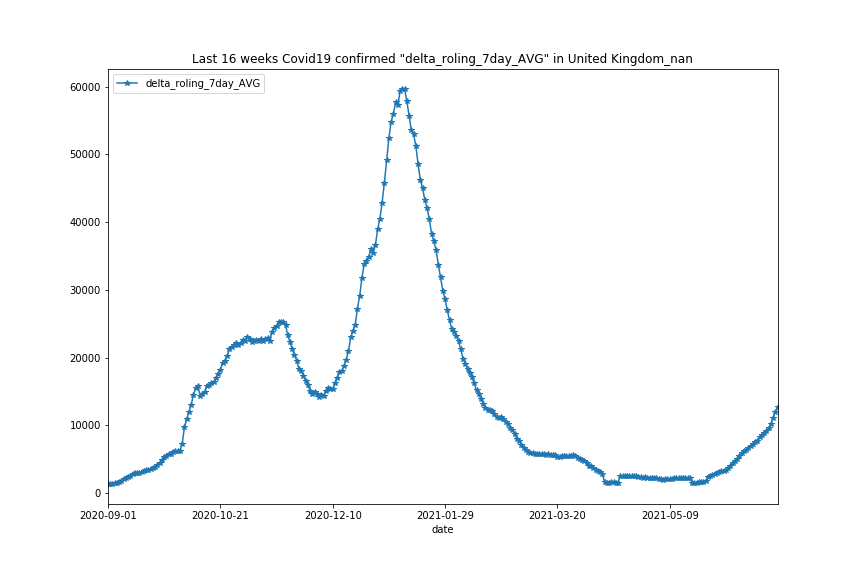 Last 16 weeks Covid19 confirmed "delta_roling_7day_AVG" in United Kingdom_nan
delta_roling_7day_AVG
60000
50000
40000
30000
20000
10000
0
2020-09-01 2020-10-21 2020-12-10 2021-01-29 2021-03-20 2021-05-09
date